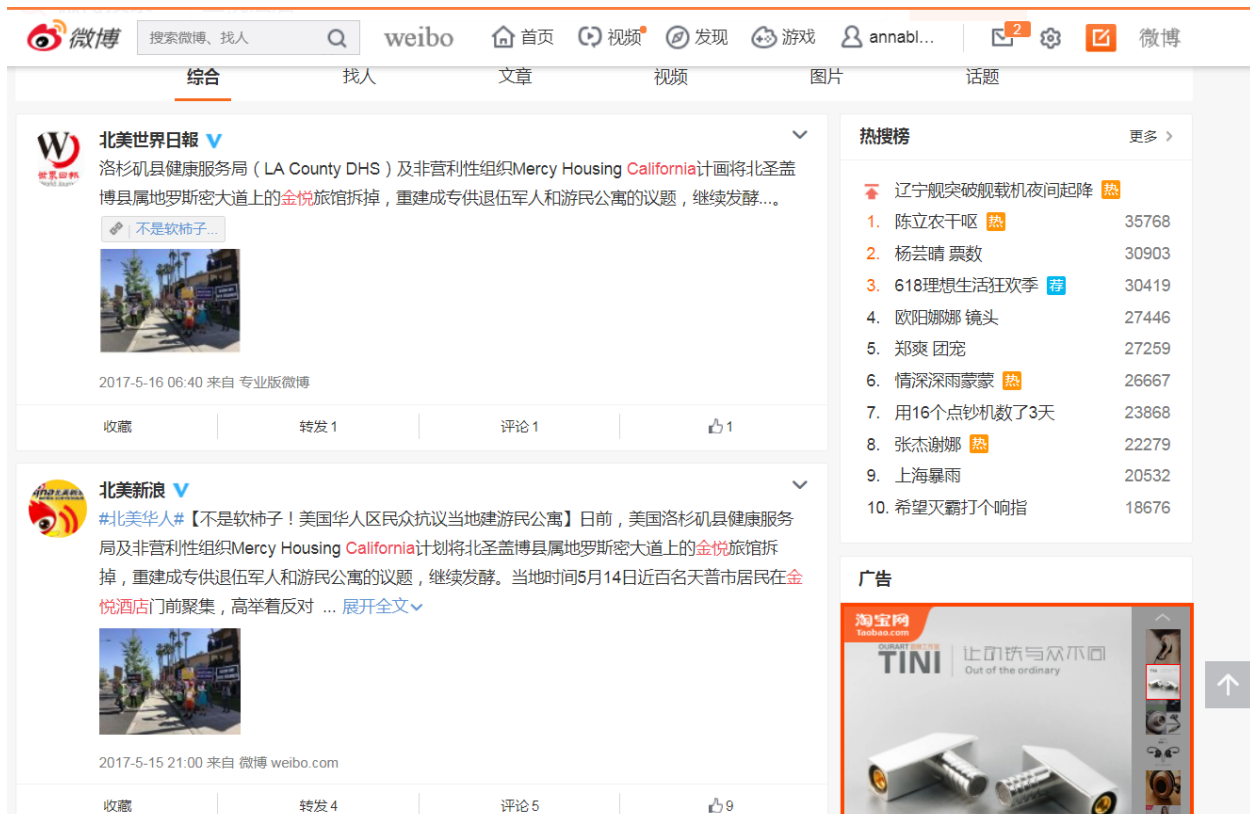 微博
搜索微博、找人
weibo
首页
视频
发现
游戏
annabl...
2
微博
综合
找人
文章
视频
图片
话题
北美世界日報
洛杉矶县健康服务局（LA County DHS）及非营利性组织Mercy Housing California计画将北圣盖
博县属地罗斯密大道上的金悦旅馆拆掉，重建成专供退伍军人和游民公寓的议题，继续发酵...。
不是软柿子...
2017-5-16 06:40 来自 专业版微博
收藏
转发 1
评论 1
1
北美新浪
#北美华人#【不是软柿子！美国华人区民众抗议当地建游民公寓】日前，美国洛杉矶县健康服务
局及非营利性组织Mercy Housing California计划将北圣盖博县属地罗斯密大道上的金悦旅馆拆
掉，重建成专供退伍军人和游民公寓的议题，继续发酵。当地时间5月14日近百名天普市居民在金
悦酒店门前聚集，高举着反对 ... 展开全文
2017-5-15 21:00 来自 微博 weibo.com
收藏
转发 4
评论 5
9
热搜榜
更多
辽宁舰突破舰载机夜间起降 热
1. 陈立农干呕 热 35768
2. 杨芸晴 票数 30903
3. 618理想生活狂欢季 荐 30419
4. 欧阳娜娜 镜头 27446
5. 郑爽 团宠 27259
6. 情深深雨蒙蒙 热 26667
7. 用16个点钞机数了3天 23868
8. 张杰谢娜 热 22279
9. 上海暴雨 20532
10. 希望灭霸打个响指 18676
广告
淘宝网
Taobao.com
TINI
Out of the ordinary